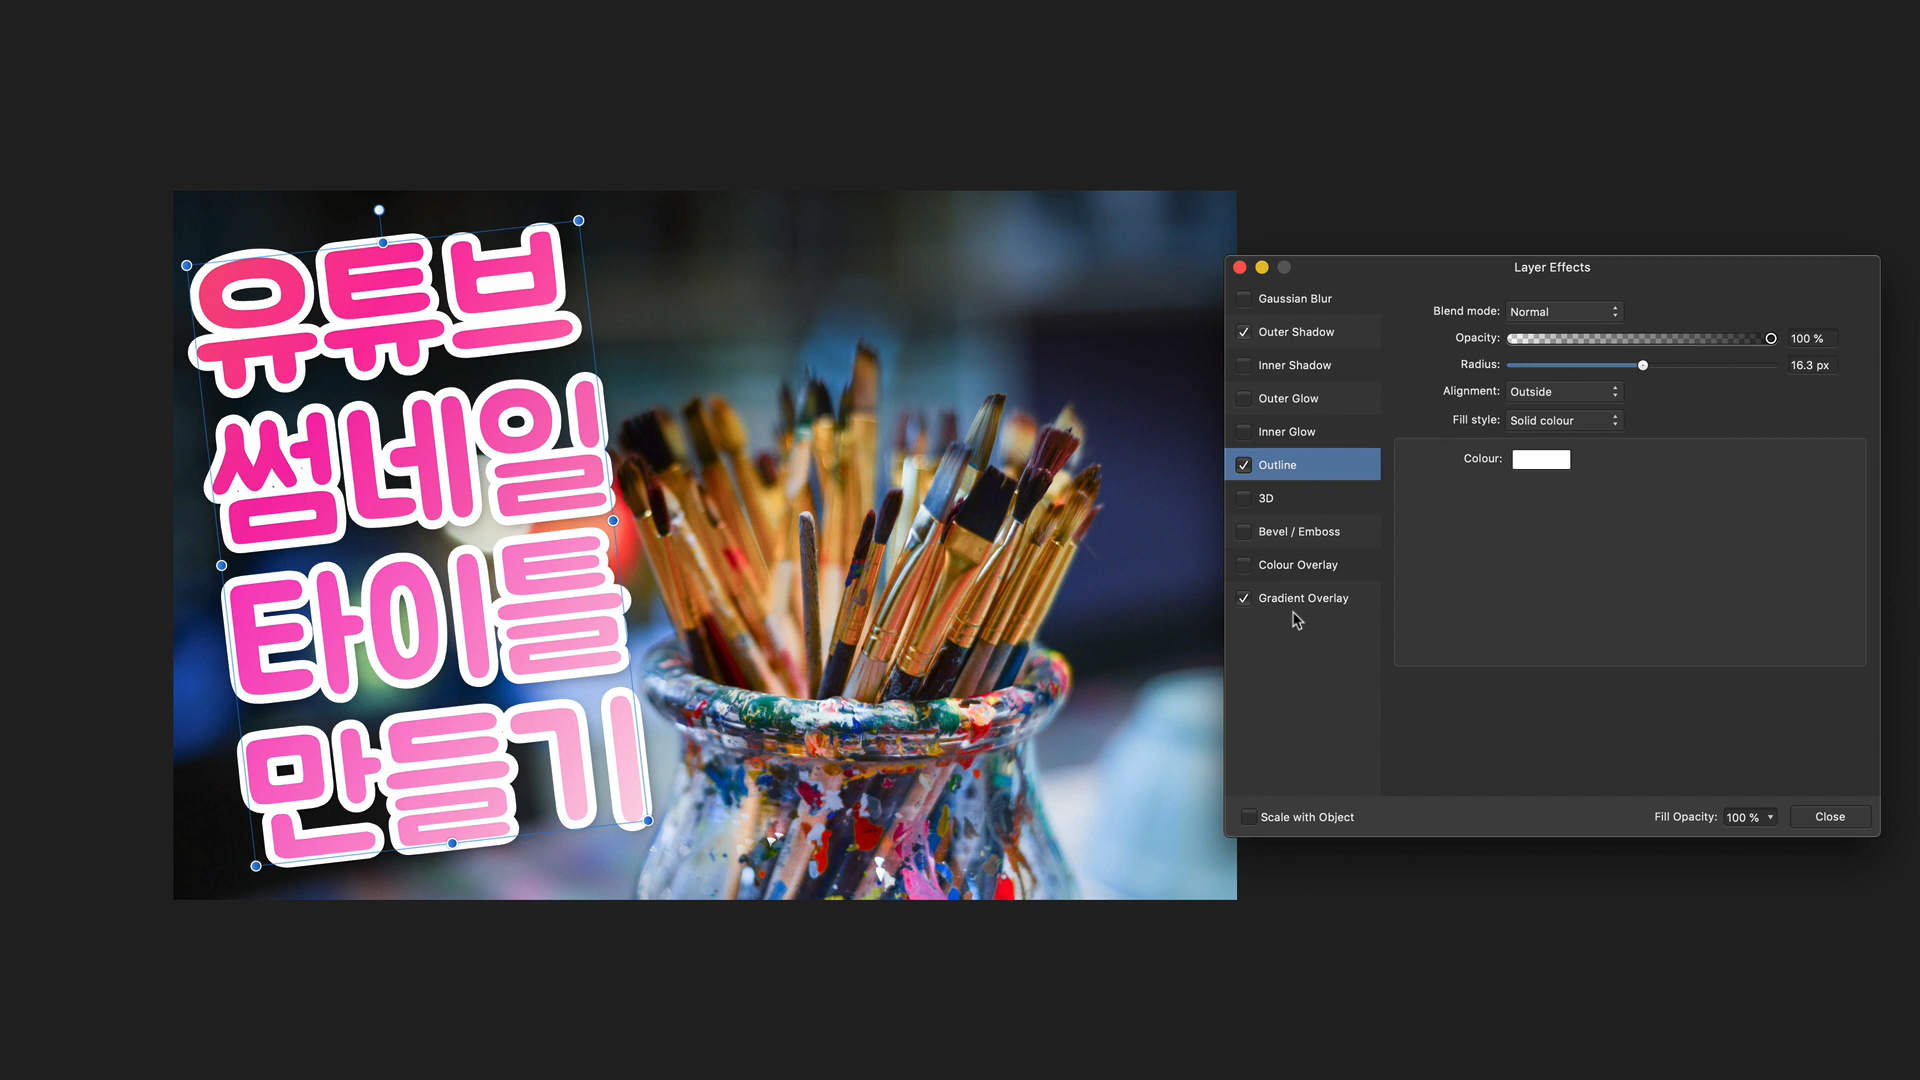 유튜브
썸네일
타이틀
만들기
Layer Effects
Gaussian Blur
Outer Shadow
Inner Shadow
Outer Glow
Inner Glow
Outline
3D
Bevel / Emboss
Colour Overlay
Gradient Overlay
Blend mode: Normal
Opacity: 100 %
Radius: 16.3 px
Alignment: Outside
Fill style: Solid colour
Colour:
Scale with Object
Fill Opacity: 100 %
Close